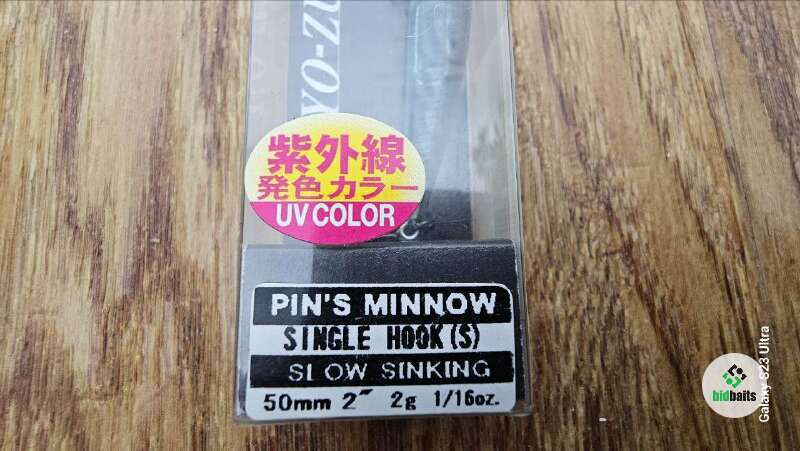 YO-ZU
紫外線
発色カラー
UV COLOR
PIN'S MINNOW
SINGLE HOOK (S)
SLOW SINKING
50mm 2" 2g 1/16oz.
bidbaits
Galaxy S23 Ultra